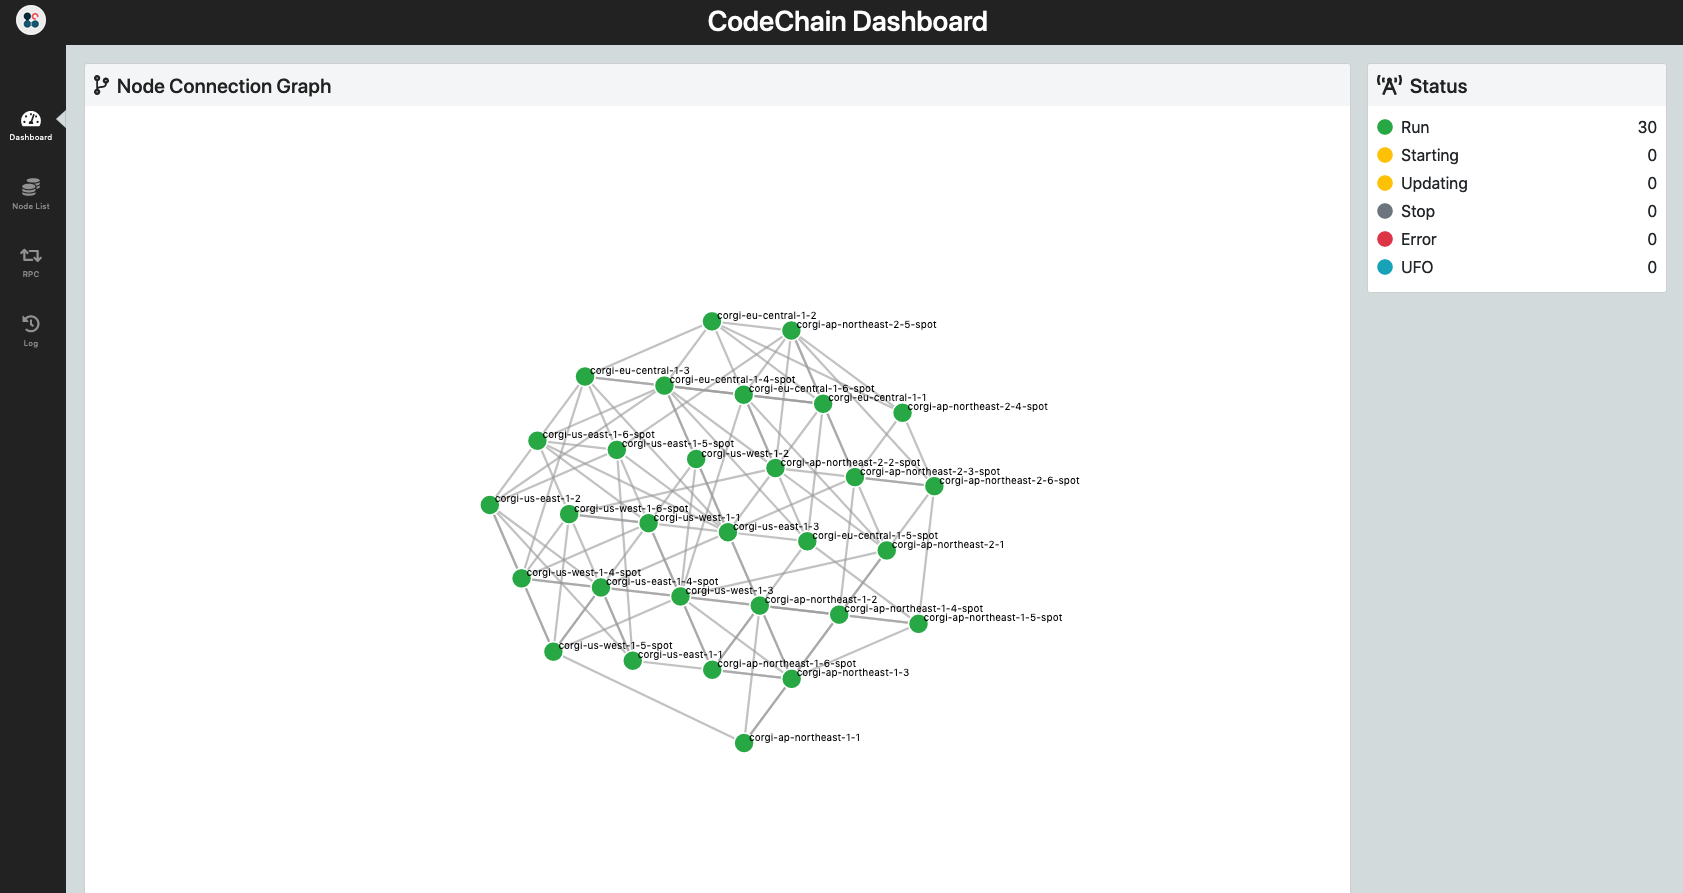 CodeChain Dashboard
Dashboard
Node List
RPC
Log
Node Connection Graph
corgi-eu-central-1-2
corgi-ap-northeast-2-5-spot
corgi-eu-central-1-3
corgi-eu-central-1-4-spot
corgi-eu-central-1-6-spot
corgi-eu-central-1-1
corgi-ap-northeast-2-4-spot
corgi-us-east-1-6-spot
corgi-us-east-1-5-spot
corgi-us-west-1-2
corgi-ap-northeast-2-2-spot
corgi-ap-northeast-2-3-spot
corgi-ap-northeast-2-6-spot
corgi-us-east-1-2
corgi-us-west-1-6-spot
corgi-us-west-1-1
corgi-us-east-1-3
corgi-eu-central-1-5-spot
corgi-ap-northeast-2-1
corgi-us-west-1-4-spot
corgi-us-east-1-4-spot
corgi-us-west-1-3
corgi-ap-northeast-1-2
corgi-ap-northeast-1-4-spot
corgi-ap-northeast-1-5-spot
corgi-us-west-1-5-spot
corgi-us-east-1-1
corgi-ap-northeast-1-6-spot
corgi-ap-northeast-1-3
corgi-ap-northeast-1-1
Status
Run 30
Starting 0
Updating 0
Stop 0
Error 0
UFO 0